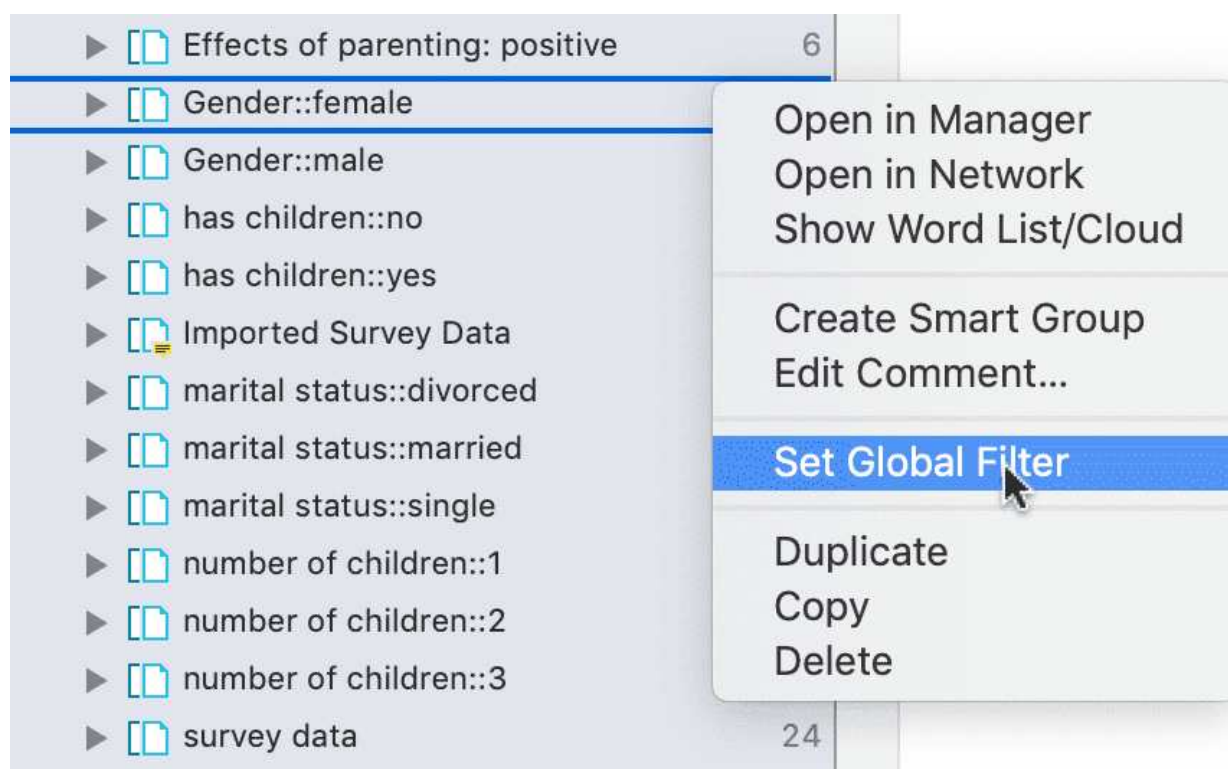 Effects of parenting: positive 6
Gender::female
Gender::male
has children::no
has children::yes
Imported Survey Data
marital status::divorced
marital status::married
marital status::single
number of children::1
number of children::2
number of children::3
survey data 24
Open in Manager
Open in Network
Show Word List/Cloud
Create Smart Group
Edit Comment...
Set Global Filter
Duplicate
Copy
Delete